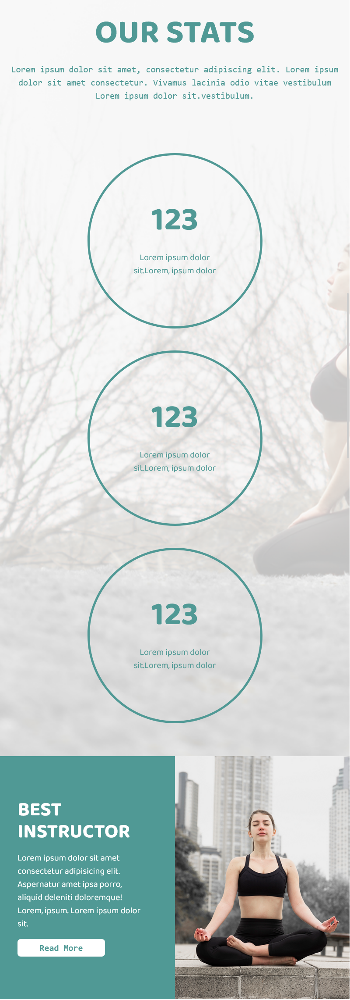 OUR STATS
Lorem ipsum dolor sit amet, consectetur adipiscing elit. Lorem ipsum
dolor sit amet consectetur. Vivamus lacinia odio vitae vestibulum
Lorem ipsum dolor sit.vestibulum.
123
Lorem ipsum dolor
sit.Lorem, ipsum dolor
123
Lorem ipsum dolor
sit.Lorem, ipsum dolor
123
Lorem ipsum dolor
sit.Lorem, ipsum dolor
BEST
INSTRUCTOR
Lorem ipsum dolor sit amet
consectetur adipisicing elit.
Aspernatur amet ipsa porro,
aliquid deleniti doloremque!
Lorem, ipsum. Lorem ipsum dolor
sit.
Read More